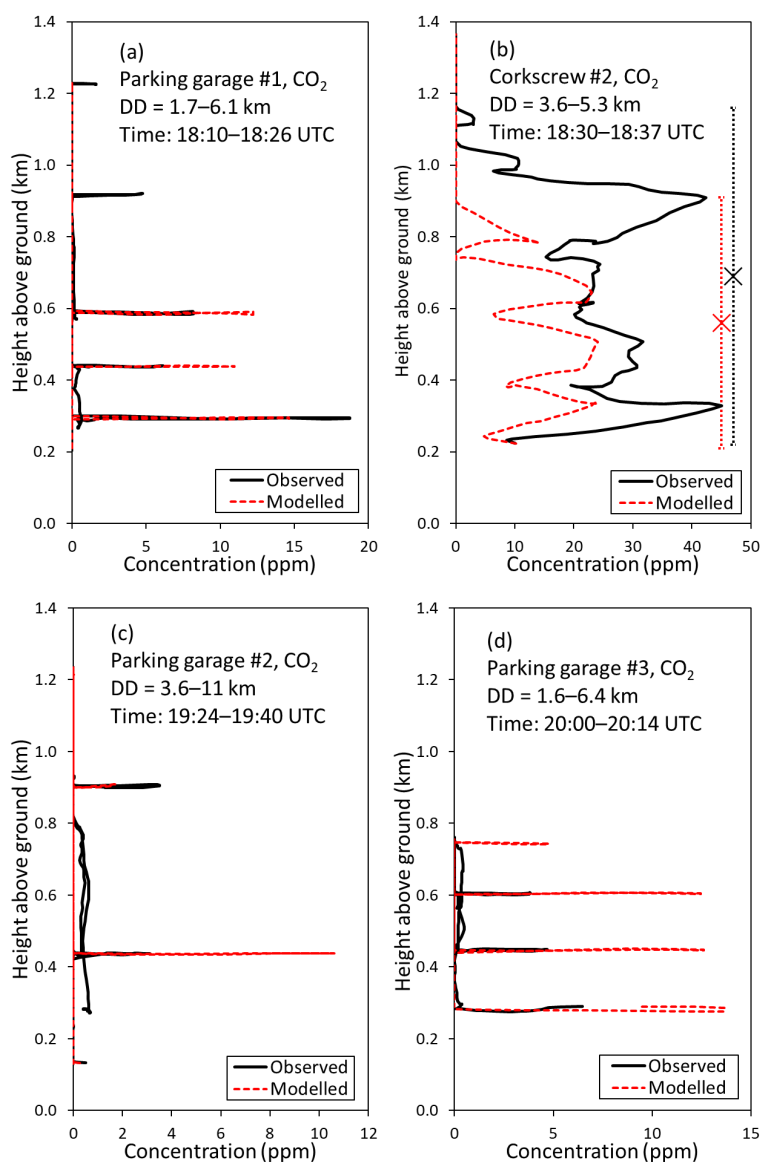 (a)
Parking garage #1, CO₂
DD = 1.7–6.1 km
Time: 18:10–18:26 UTC
Height above ground (km)
1.4
1.2
1.0
0.8
0.6
0.4
0.2
0.0
Observed
Modelled
0 5 10 15 20
Concentration (ppm)
(b)
Corkscrew #2, CO₂
DD = 3.6–5.3 km
Time: 18:30–18:37 UTC
Height above ground (km)
1.4
1.2
1.0
0.8
0.6
0.4
0.2
0.0
Observed
Modelled
0 10 20 30 40 50
Concentration (ppm)
(c)
Parking garage #2, CO₂
DD = 3.6–11 km
Time: 19:24–19:40 UTC
Height above ground (km)
1.4
1.2
1.0
0.8
0.6
0.4
0.2
0.0
Observed
Modelled
0 2 4 6 8 10 12
Concentration (ppm)
(d)
Parking garage #3, CO₂
DD = 1.6–6.4 km
Time: 20:00–20:14 UTC
Height above ground (km)
1.4
1.2
1.0
0.8
0.6
0.4
0.2
0.0
Observed
Modelled
0 5 10 15
Concentration (ppm)